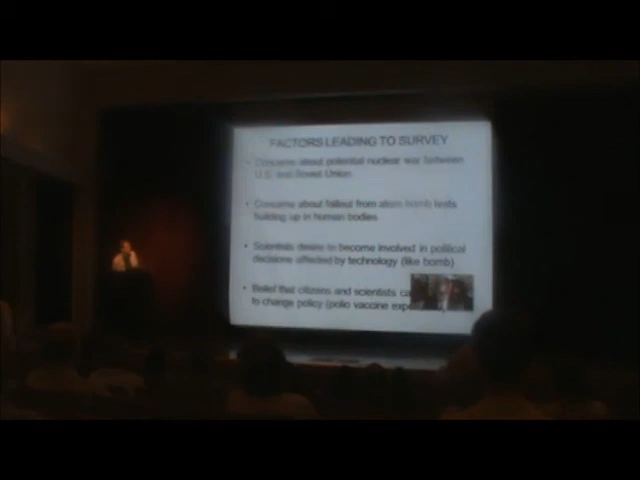 FACTORS LEADING TO SURVEY
• Concerns about potential nuclear war between
U.S. and Soviet Union
• Concerns about fallout from atom bomb tests
building up in human bodies
• Scientists desire to become involved in political
decisions affected by technology (like bomb)
• Belief that citizens and scientists
to change policy (polio vaccine